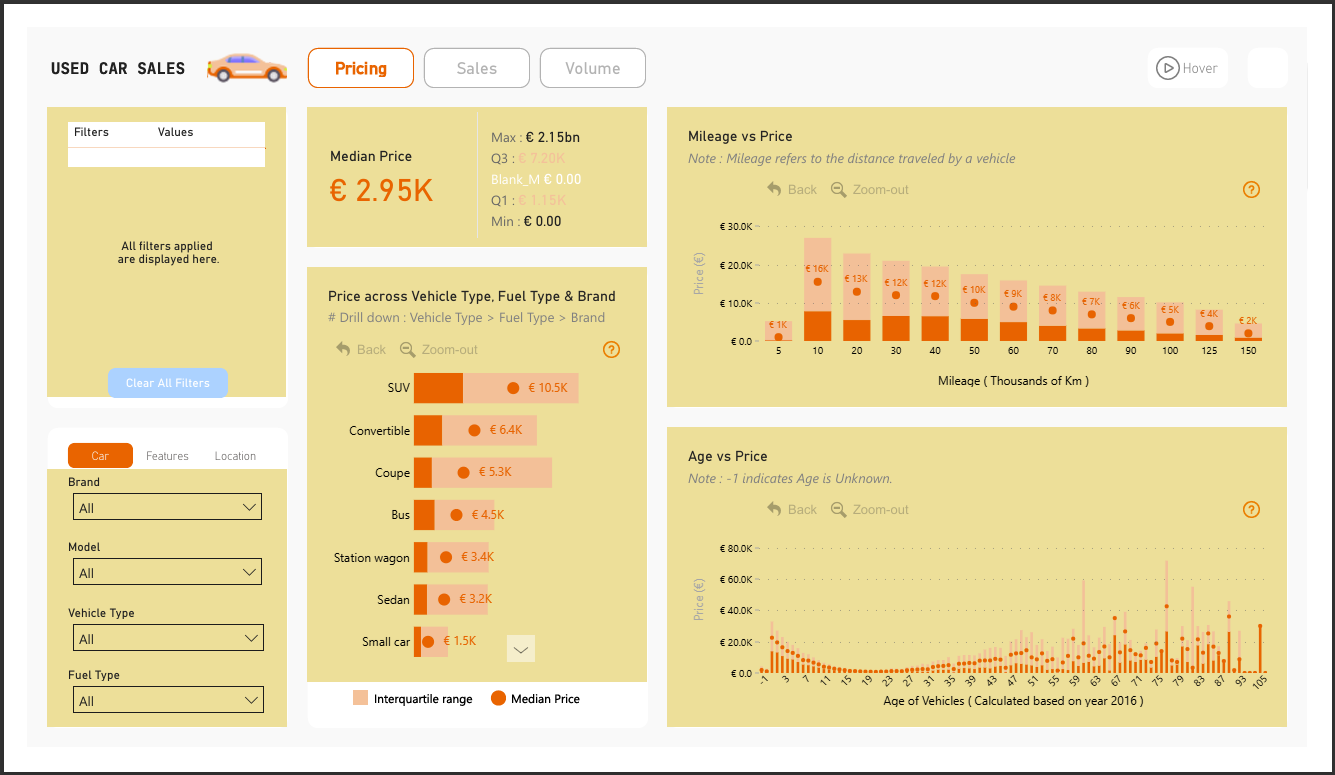 USED CAR SALES
Pricing
Sales
Volume
Hover
Filters Values
All filters applied
are displayed here.
Clear All Filters
Car Features Location
Brand
All
Model
All
Vehicle Type
All
Fuel Type
All
Median Price
€ 2.95K
Max : € 2.15bn
Q3 : € 7.20K
Blank_M € 0.00
Q1 : € 1.15K
Min : € 0.00
Price across Vehicle Type, Fuel Type & Brand
# Drill down : Vehicle Type > Fuel Type > Brand
Back Zoom-out ?
SUV € 10.5K
Convertible € 6.4K
Coupe € 5.3K
Bus € 4.5K
Station wagon € 3.4K
Sedan € 3.2K
Small car € 1.5K
Interquartile range Median Price
Mileage vs Price
Note : Mileage refers to the distance traveled by a vehicle
Back Zoom-out ?
Price (€)
€ 30.0K
€ 20.0K
€ 10.0K
€ 0.0
€ 1K € 16K € 13K € 12K € 12K € 10K € 9K € 8K € 7K € 6K € 5K € 4K € 2K
5 10 20 30 40 50 60 70 80 90 100 125 150
Mileage ( Thousands of Km )
Age vs Price
Note : -1 indicates Age is Unknown.
Back Zoom-out ?
Price (€)
€ 80.0K
€ 60.0K
€ 40.0K
€ 20.0K
€ 0.0
-1 3 7 11 15 19 23 27 31 35 39 43 47 51 55 59 63 67 71 75 79 83 87 93 105
Age of Vehicles ( Calculated based on year 2016 )